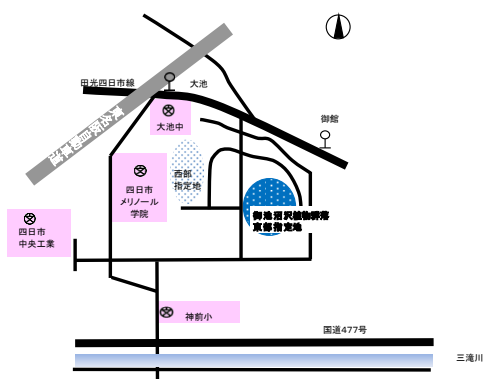 田光四日市線
大池
御館
大池中
西部
指定地
四日市
メリノール
学院
御池沼沢植物群落
東部指定地
四日市
中央工業
神前小
国道477号
三滝川